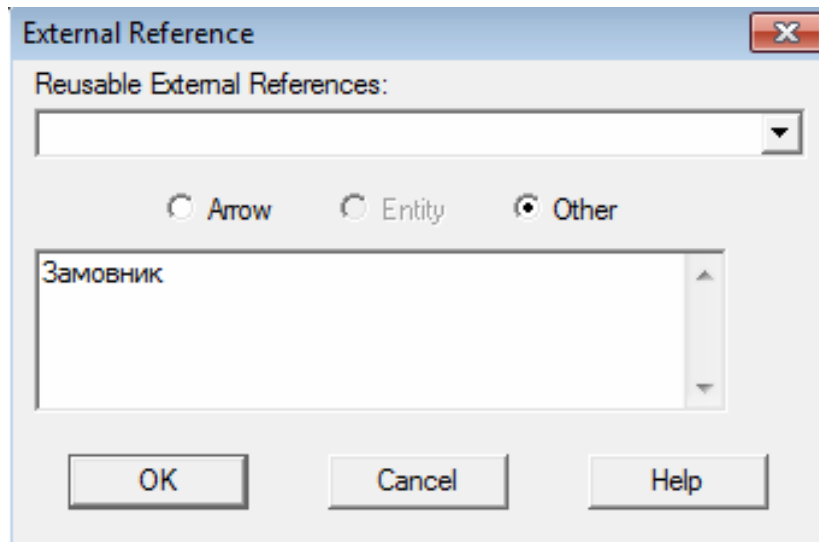 External Reference
Reusable External References:
Arrow Entity Other
Замовник
OK Cancel Help